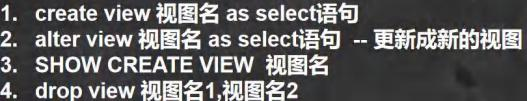 1. create view 视图名 as select语句
2. alter view 视图名 as select语句 -- 更新成新的视图
3. SHOW CREATE VIEW 视图名
4. drop view 视图名1,视图名2